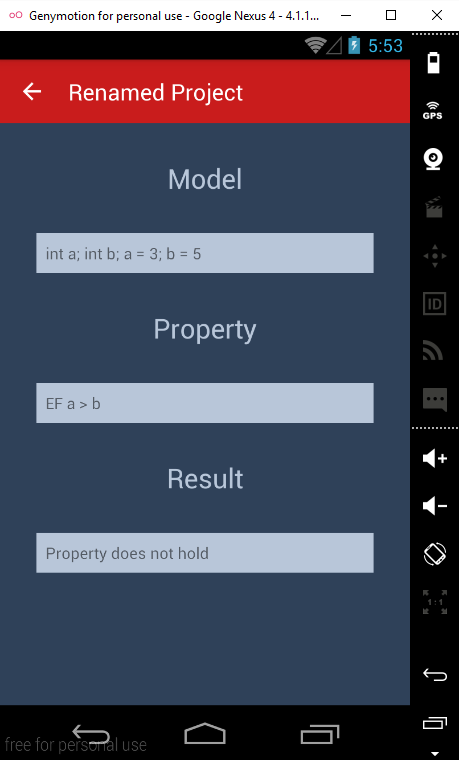 Genymotion for personal use - Google Nexus 4 - 4.1.1...
5:53
GPS
Renamed Project
Model
int a; int b; a = 3; b = 5
ID
Property
EF a > b
Result
Property does not hold
1:1
free for personal use